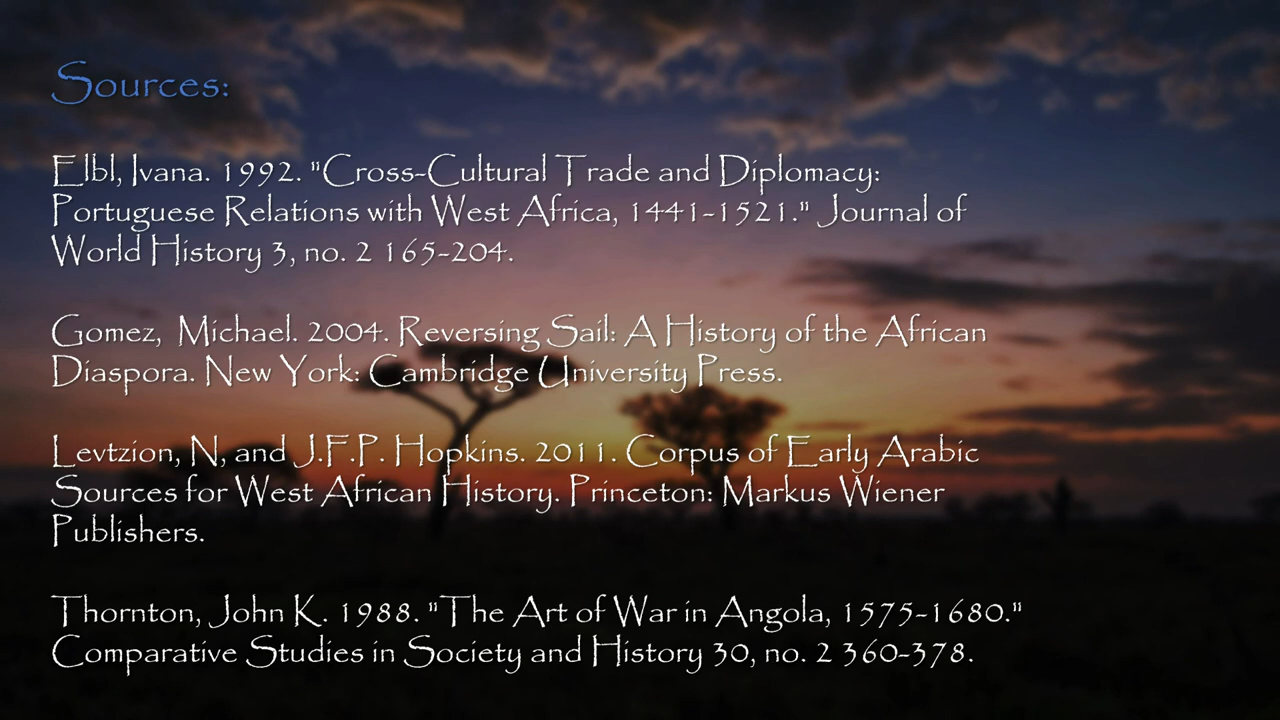 Sources:
Elbl, Ivana. 1992. "Cross-Cultural Trade and Diplomacy:
Portuguese Relations with West Africa, 1441-1521." Journal of
World History 3, no. 2 165-204.
Gomez,  Michael. 2004. Reversing Sail: A History of the African
Diaspora. New York: Cambridge University Press.
Levtzion, N, and J.F.P. Hopkins. 2011. Corpus of Early Arabic
Sources for West African History. Princeton: Markus Wiener
Publishers.
Thornton, John K. 1988. "The Art of War in Angola, 1575-1680."
Comparative Studies in Society and History 30, no. 2 360-378.